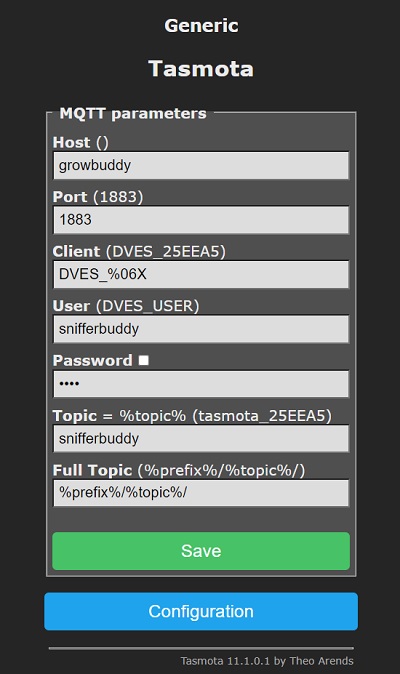 Generic
Tasmota
MQTT parameters
Host ()
growbuddy
Port (1883)
1883
Client (DVES_25EEA5)
DVES_%06X
User (DVES_USER)
snifferbuddy
Password
••••
Topic = %topic% (tasmota_25EEA5)
snifferbuddy
Full Topic (%prefix%/%topic%/)
%prefix%/%topic%/
Save
Configuration
Tasmota 11.1.0.1 by Theo Arends